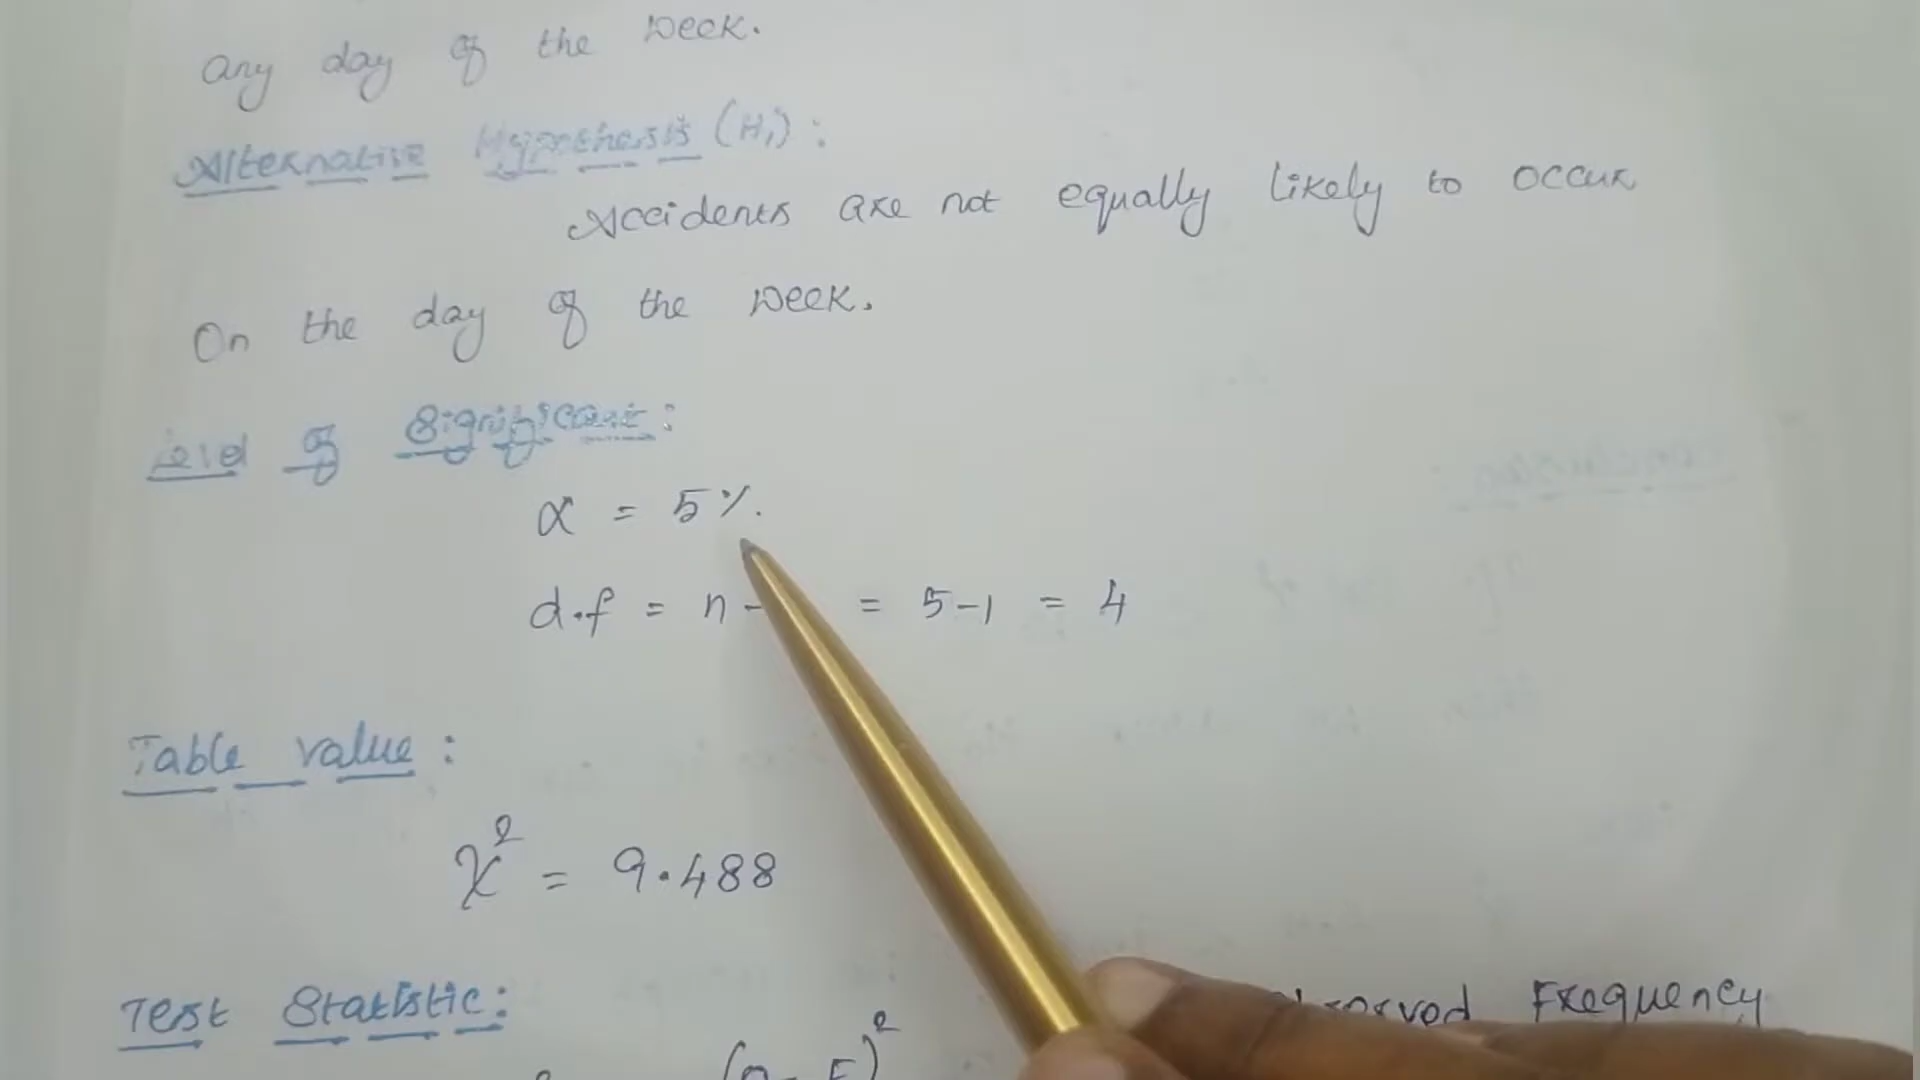 any day of the week.
Alternative Hypothesis (H1):
Accidents are not equally likely to occur
On the day of the week.
Level of Significant:
α = 5%.
d.f = n - = 5-1 = 4
Table value:
χ² = 9.488
Test Statistic:
Frequency
(O-E)²